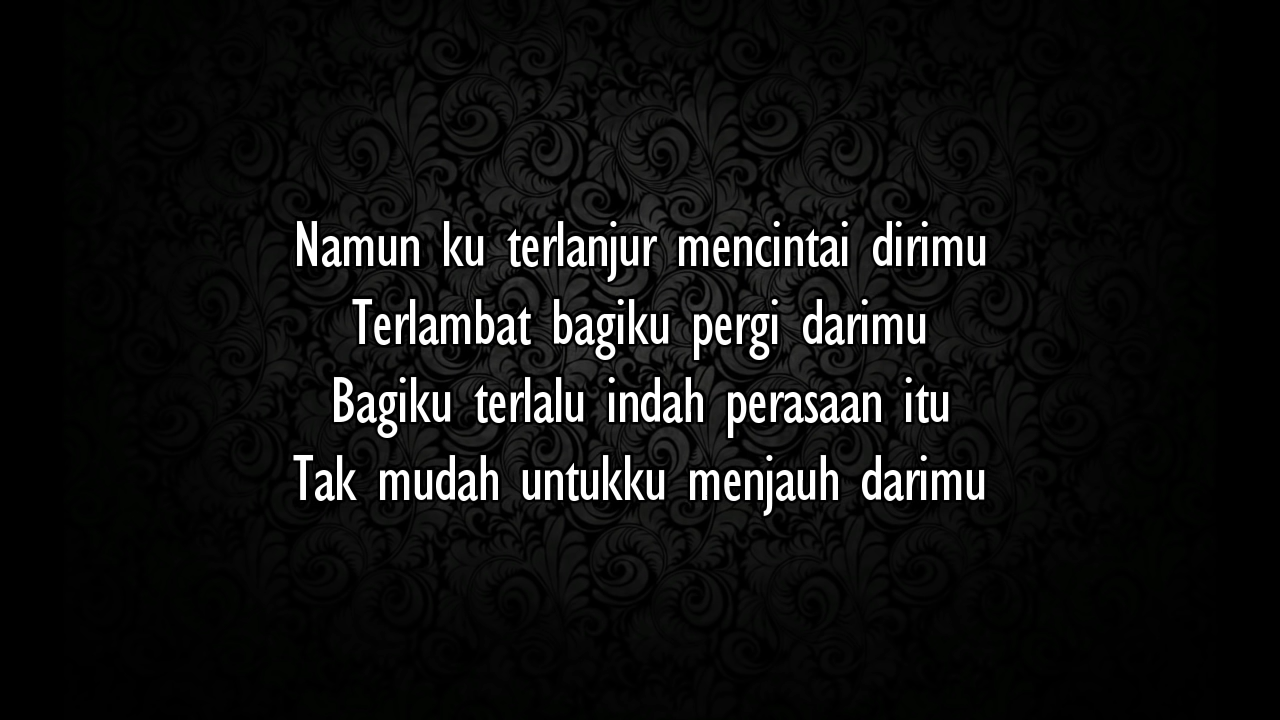 Namun ku terlanjur mencintai dirimu
Terlambat bagiku pergi darimu
Bagiku terlalu indah perasaan itu
Tak mudah untukku menjauh darimu